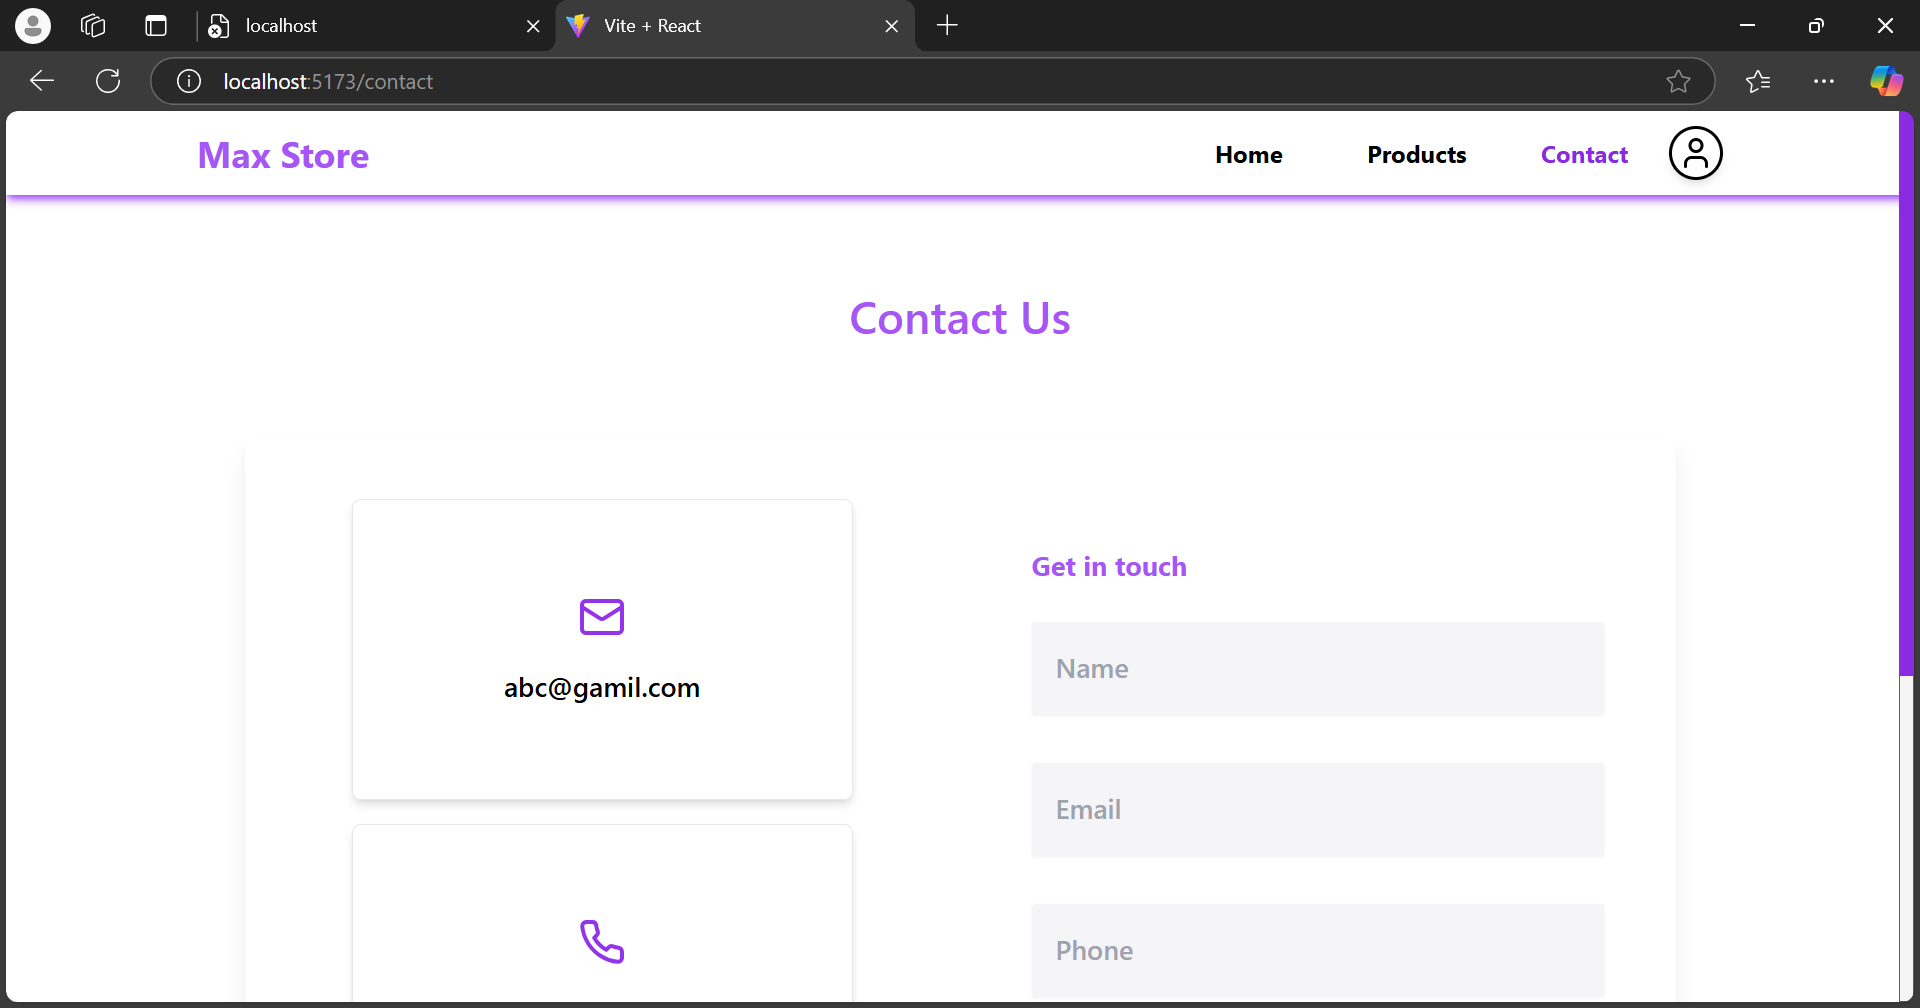 localhost
Vite + React
localhost:5173/contact
Max Store
Home
Products
Contact
Contact Us
abc@gamil.com
Get in touch
Name
Email
Phone